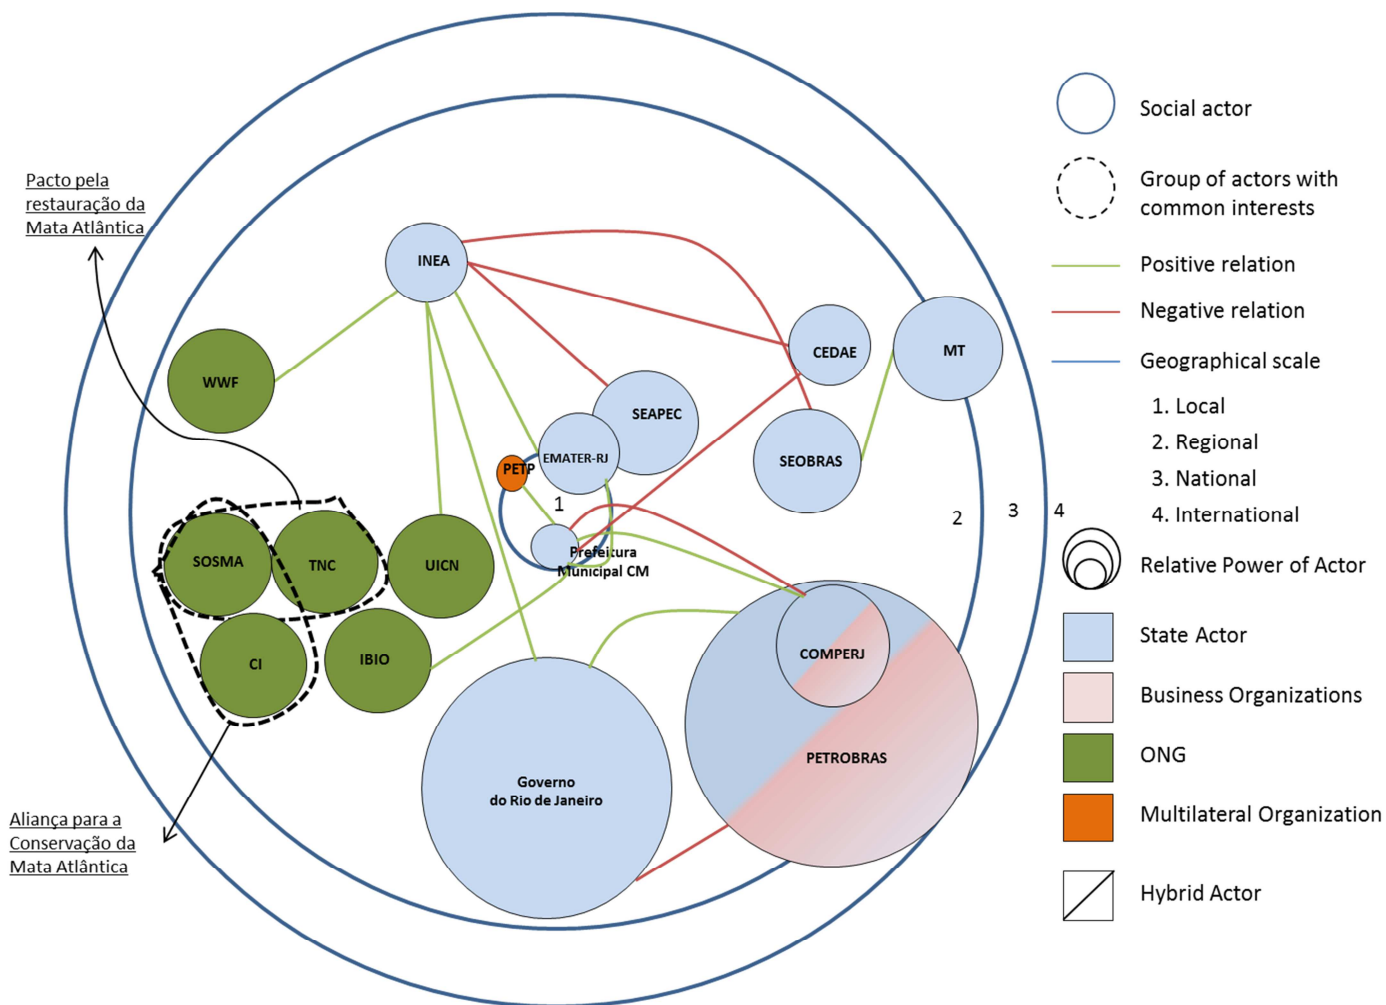 Pacto pela
restauração da
Mata Atlântica
INEA
WWF
CEDAE
MT
SEAPEC
EMATER-RJ
PETP
SEOBRAS
1
2
3
4
Prefeitura
Municipal CM
SOSMA
TNC
UICN
CI
IBIO
COMPERJ
PETROBRAS
Governo
do Rio de Janeiro
Aliança para a
Conservação da
Mata Atlântica
Social actor
Group of actors with
common interests
Positive relation
Negative relation
Geographical scale
1. Local
2. Regional
3. National
4. International
Relative Power of Actor
State Actor
Business Organizations
ONG
Multilateral Organization
Hybrid Actor